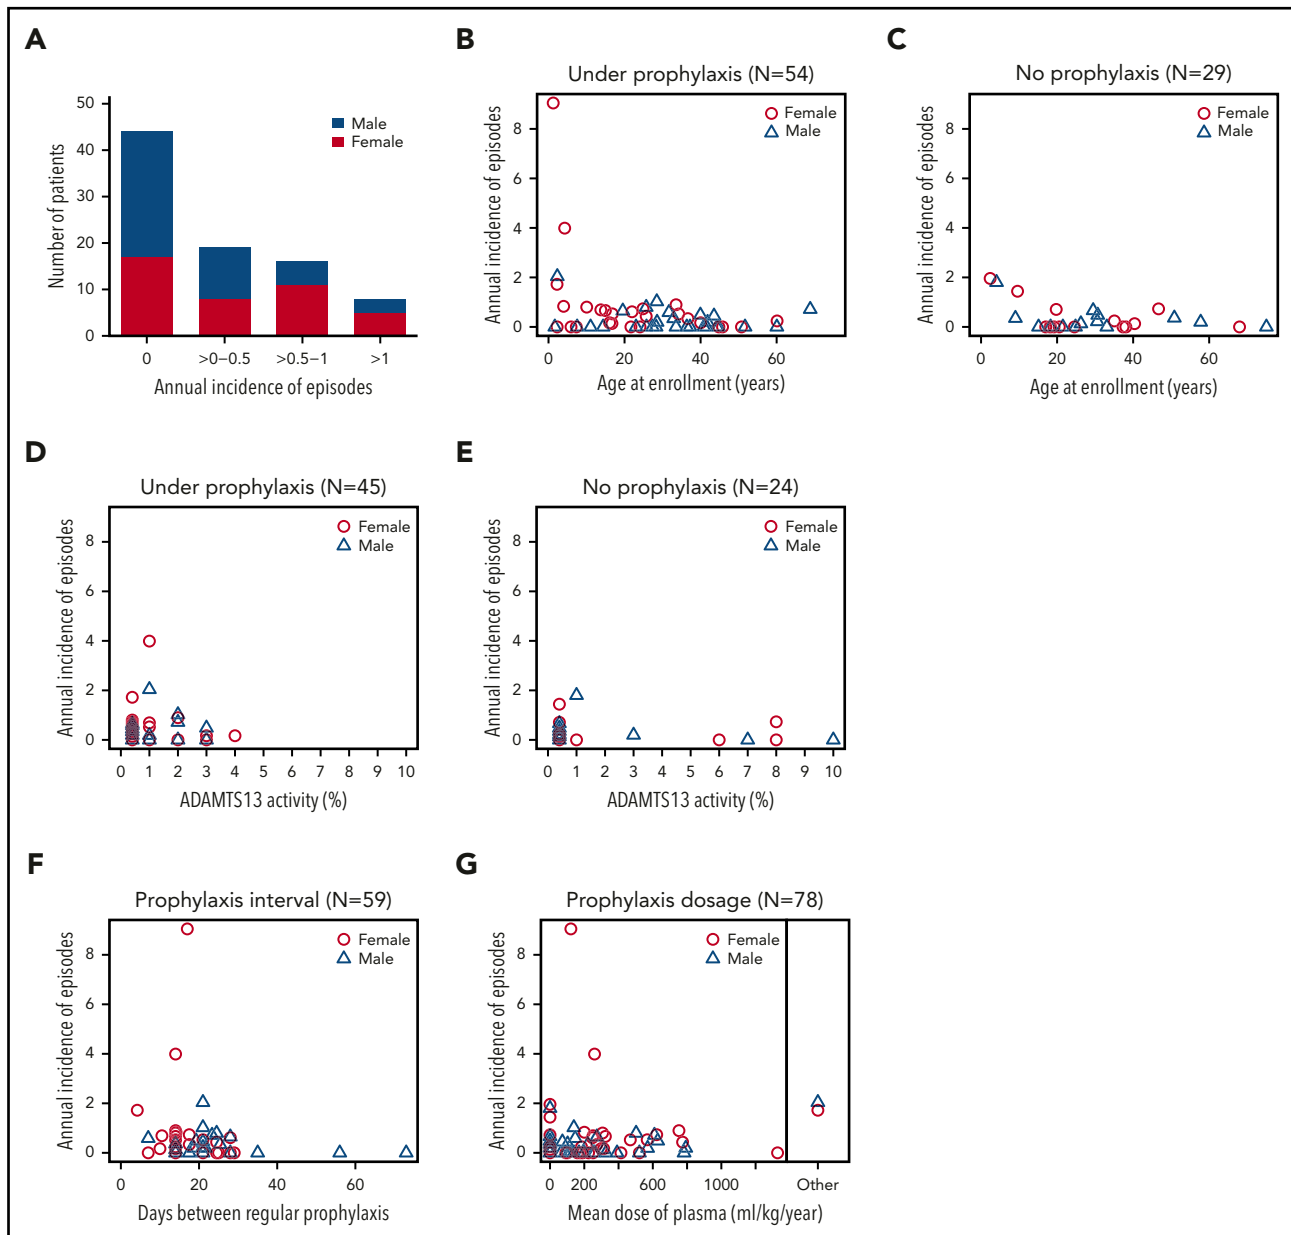 A
Number of patients
50
40
30
20
10
0
Male
Female
0 >0–0.5 >0.5–1 >1
Annual incidence of episodes
B
Under prophylaxis (N=54)
Annual incidence of episodes
8
6
4
2
0
Female
Male
0 20 40 60
Age at enrollment (years)
C
No prophylaxis (N=29)
Annual incidence of episodes
8
6
4
2
0
Female
Male
0 20 40 60
Age at enrollment (years)
D
Under prophylaxis (N=45)
Annual incidence of episodes
8
6
4
2
0
Female
Male
0 1 2 3 4 5 6 7 8 9 10
ADAMTS13 activity (%)
E
No prophylaxis (N=24)
Annual incidence of episodes
8
6
4
2
0
Female
Male
0 1 2 3 4 5 6 7 8 9 10
ADAMTS13 activity (%)
F
Prophylaxis interval (N=59)
Annual incidence of episodes
8
6
4
2
0
Female
Male
0 20 40 60
Days between regular prophylaxis
G
Prophylaxis dosage (N=78)
Annual incidence of episodes
8
6
4
2
0
Female
Male
0 200 600 1000 Other
Mean dose of plasma (ml/kg/year)